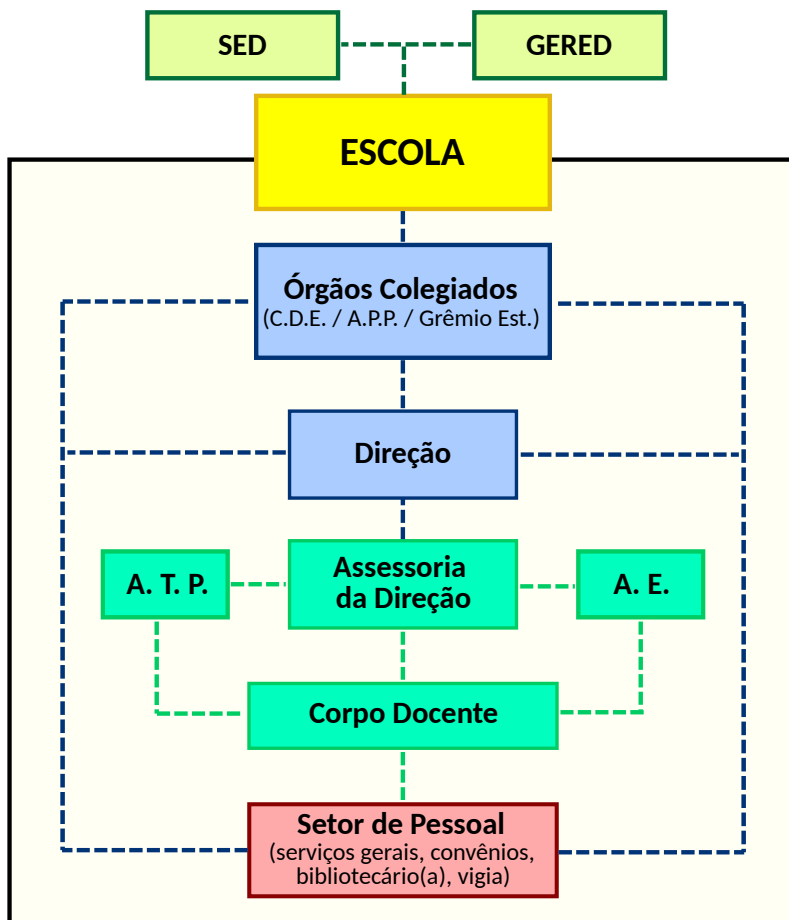 SED
GERED
ESCOLA
Órgãos Colegiados
(C.D.E. / A.P.P. / Grêmio Est.)
Direção
A. T. P.
Assessoria
da Direção
A. E.
Corpo Docente
Setor de Pessoal
(serviços gerais, convênios,
bibliotecário(a), vigia)